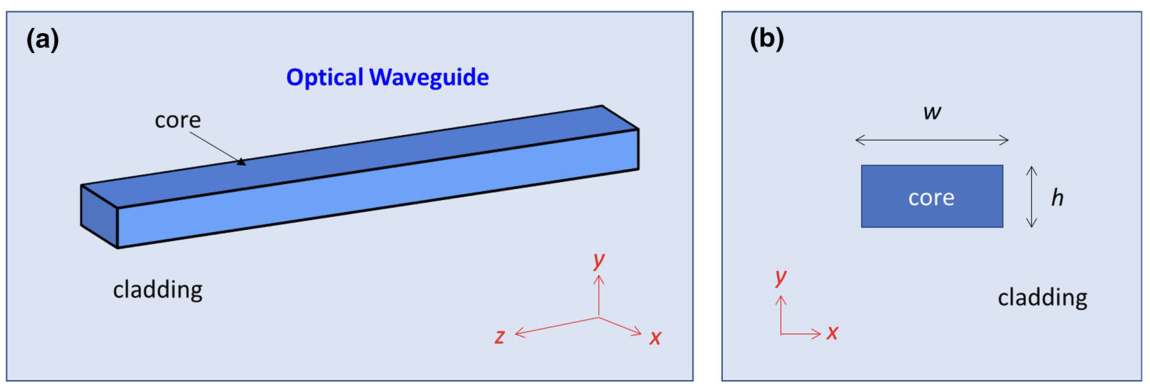 (a)
Optical Waveguide
core
cladding
y
z
x
(b)
w
core
h
cladding
y
x